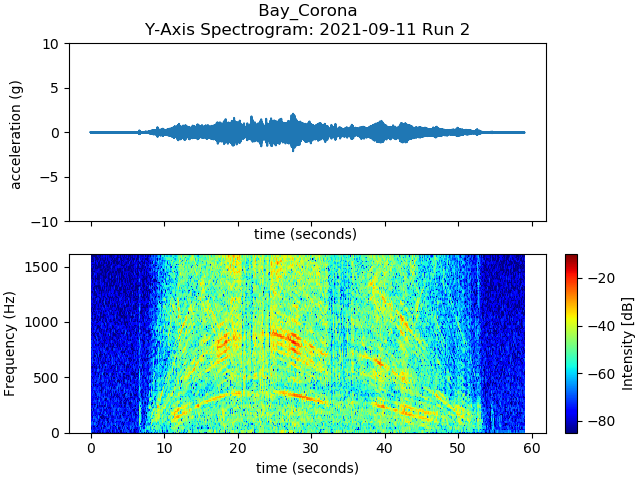 Bay_Corona
Y-Axis Spectrogram: 2021-09-11 Run 2
10
5
0
−5
−10
acceleration (g)
time (seconds)
1500
1000
500
0
Frequency (Hz)
0
10
20
30
40
50
60
time (seconds)
−20
−40
−60
−80
Intensity [dB]